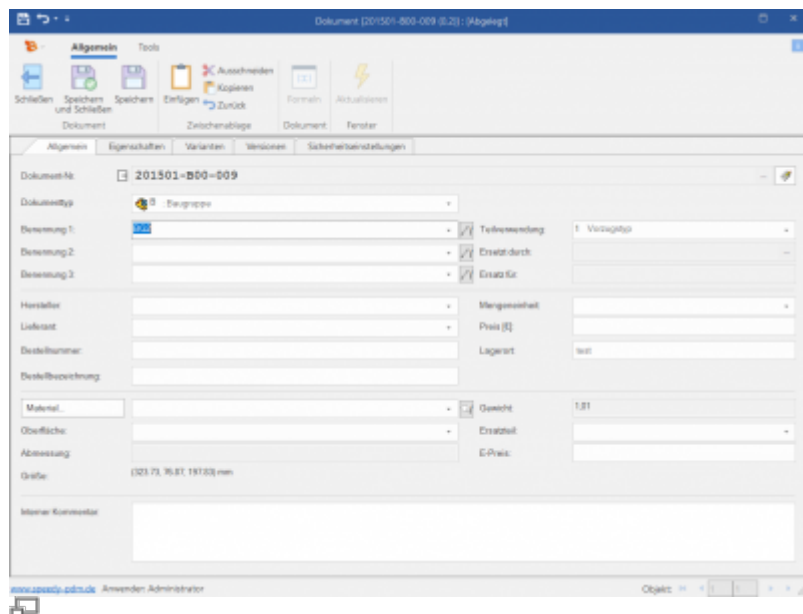 Dokument (201501-B00-009 (0.2)) : [Abgelegt]
Allgemein Tools
Schließen Speichern und Schließen Speichern Einfügen Ausschneiden Kopieren Zurück Formeln Aktualisieren
Dokument Zwischenablage Dokument Fenster
Allgemein Eigenschaften Varianten Versionen Sicherheitseinstellungen
Dokument-Nr. 201501-B00-009
Dokumenttyp : Baugruppe
Benennung 1: Teilverwendung: Vorzugstyp
Benennung 2: Ersetzt durch:
Benennung 3: Ersatz für:
Hersteller: Mengeneinheit:
Lieferant: Preis [€]:
Bestellnummer: Lagerort: test
Bestellbezeichnung:
Material... Gewicht: 1,01
Oberfläche: Ersatzteil:
Abmessung: E-Preis:
Größe: (323.73, 76.87, 197.83) mm
Interner Kommentar:
www.speedy-pdm.de Anwender: Administrator Objekt: